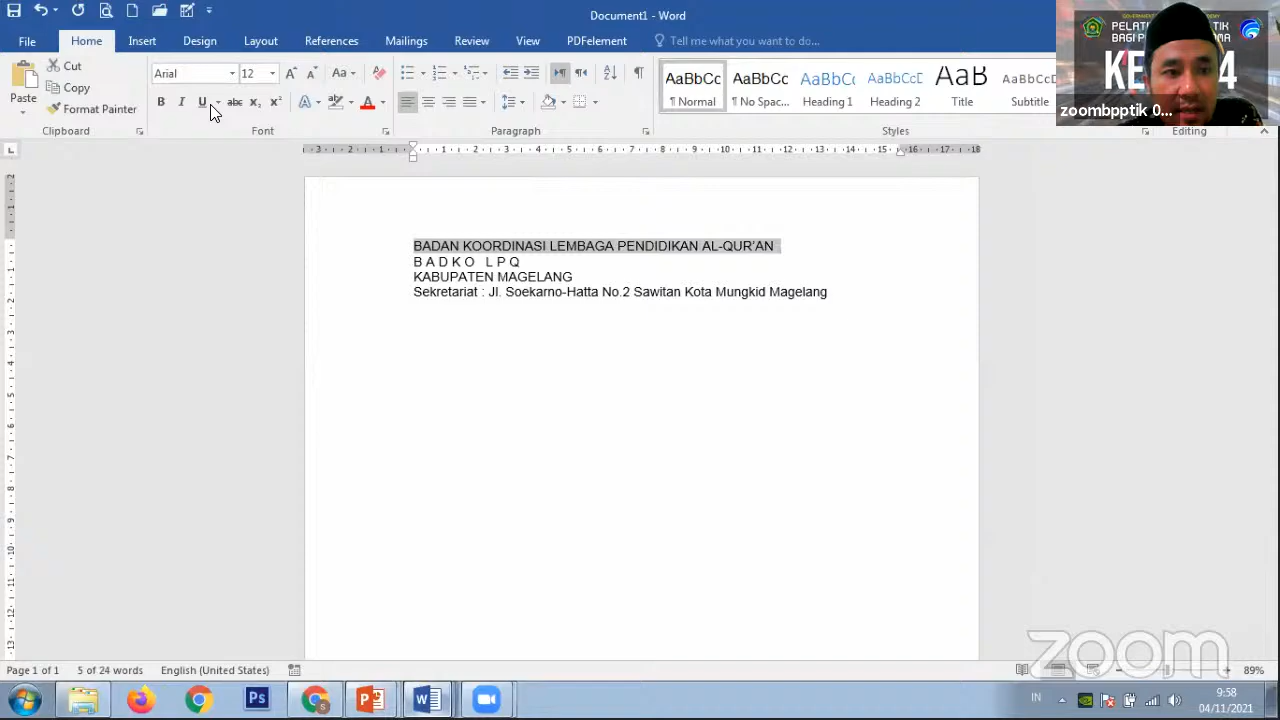 Document1 - Word
File Home Insert Design Layout References Mailings Review View PDFelement Tell me what you want to do...
Cut
Copy
Format Painter
Paste
Arial 12
AaBbCc AaBbCc AaBbCc AaBbCcD AaB AaBbCcD
¶ Normal ¶ No Spac... Heading 1 Heading 2 Title Subtitle
Clipboard Font Paragraph Styles Editing
zoombpptik 0...
BADAN KOORDINASI LEMBAGA PENDIDIKAN AL-QUR'AN
B A D K O   L P Q
KABUPATEN MAGELANG
Sekretariat : Jl. Soekarno-Hatta No.2 Sawitan Kota Mungkid Magelang
zoom
Page 1 of 1 5 of 24 words English (United States) 89%
IN 9:58
04/11/2021